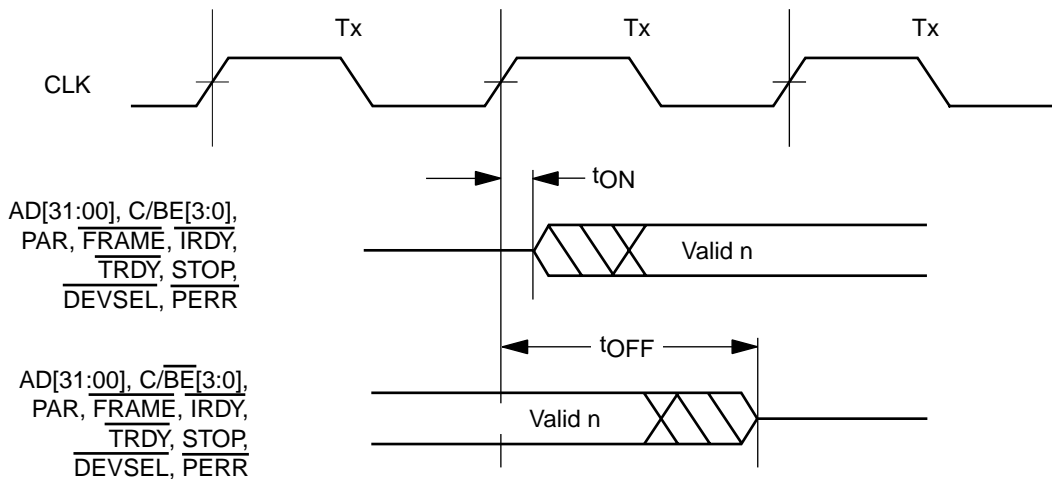 Tx Tx Tx
CLK
tON
AD[31:00], C/BE[3:0],
PAR, FRAME, IRDY,
TRDY, STOP,
DEVSEL, PERR
Valid n
tOFF
AD[31:00], C/BE[3:0],
PAR, FRAME, IRDY,
TRDY, STOP,
DEVSEL, PERR
Valid n